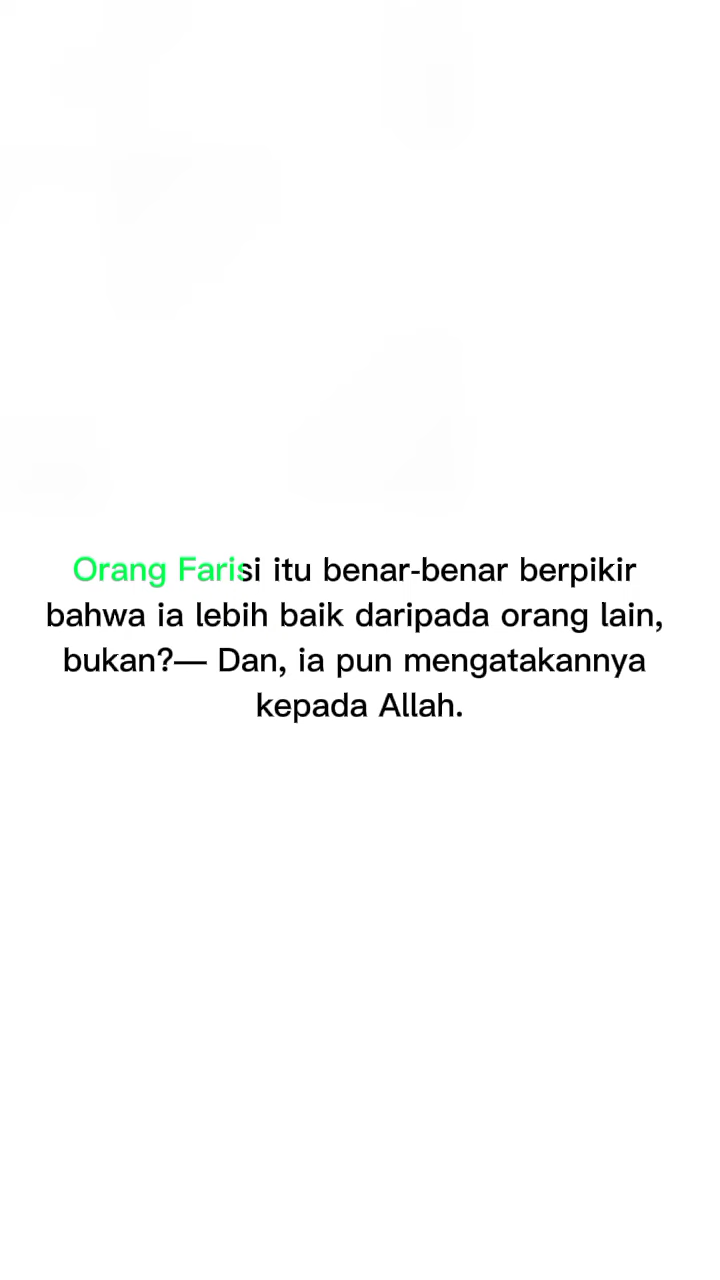 Orang Farisi itu benar-benar berpikir
bahwa ia lebih baik daripada orang lain,
bukan?— Dan, ia pun mengatakannya
kepada Allah.